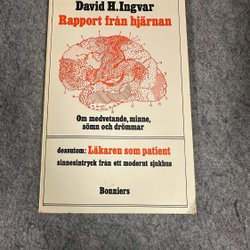 David H. Ingvar
Rapport från hjärnan
Om medvetande, minne,
sömn och drömmar
dessutom: Läkaren som patient
sinnesintryck från ett modernt sjukhus
Bonniers